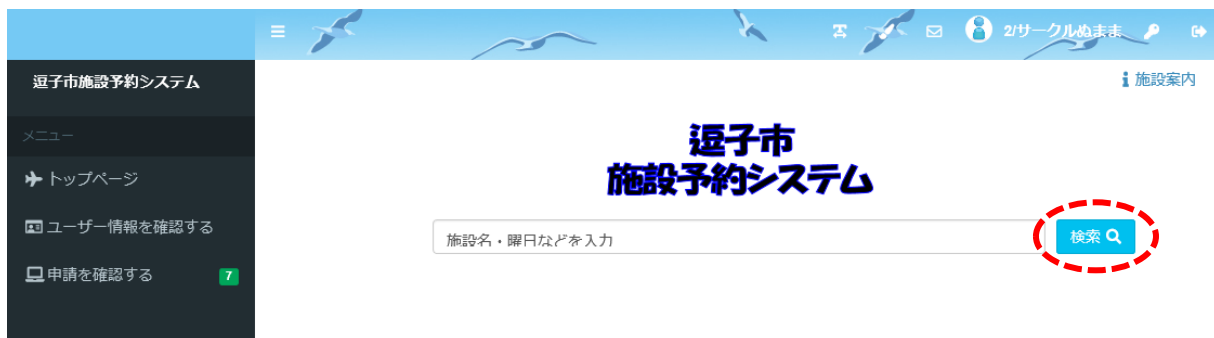 2/サークルぬまま
逗子市施設予約システム
施設案内
メニュー
逗子市
施設予約システム
トップページ
ユーザー情報を確認する
施設名・曜日などを入力
検索
申請を確認する 7